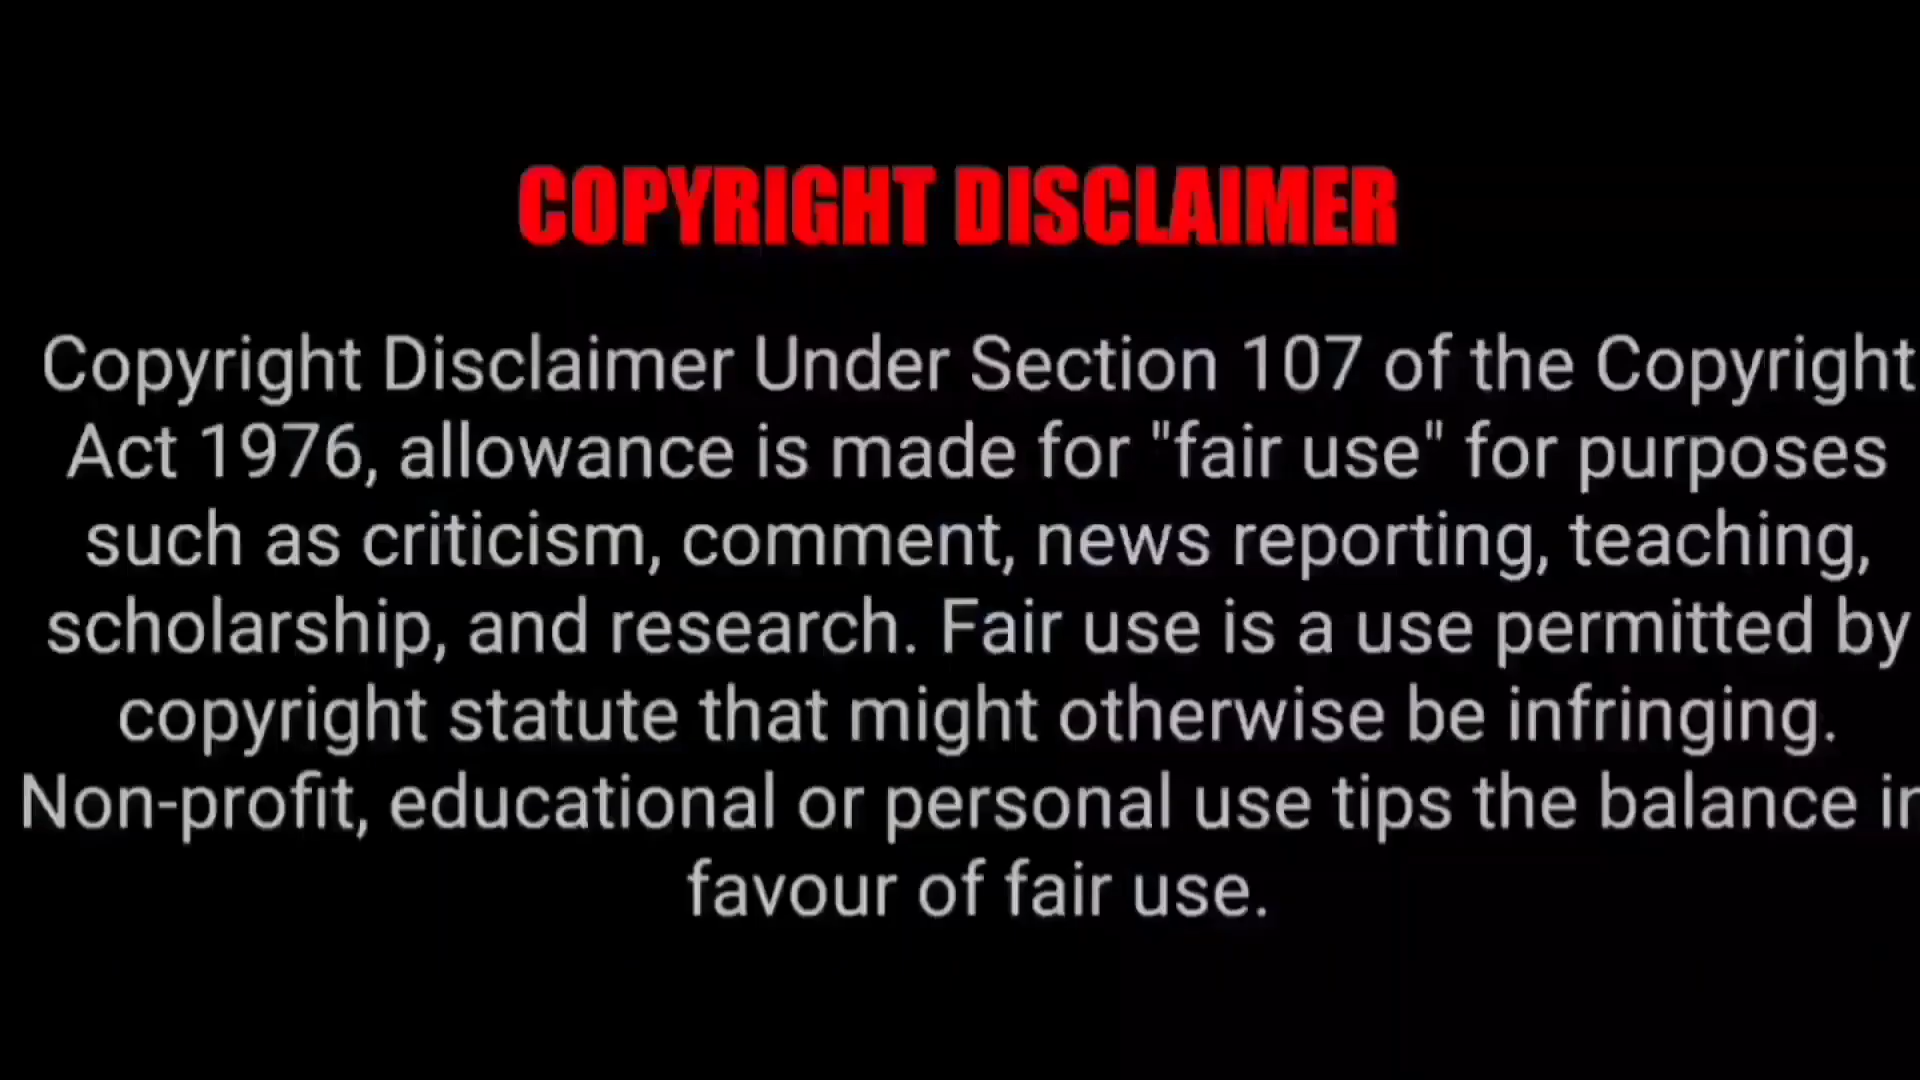 COPYRIGHT DISCLAIMER
Copyright Disclaimer Under Section 107 of the Copyright
Act 1976, allowance is made for "fair use" for purposes
such as criticism, comment, news reporting, teaching,
scholarship, and research. Fair use is a use permitted by
copyright statute that might otherwise be infringing.
Non-profit, educational or personal use tips the balance in
favour of fair use.